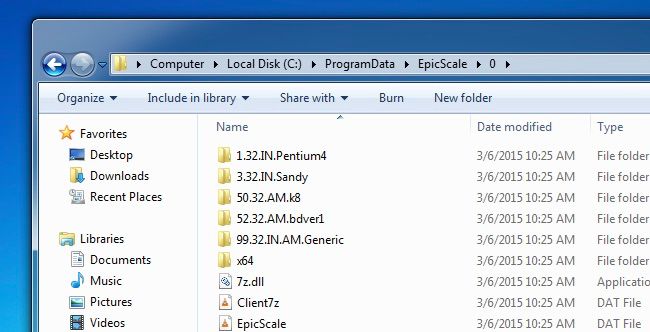 Computer Local Disk (C:) ProgramData EpicScale 0
Organize Include in library Share with Burn New folder
Favorites
Desktop
Downloads
Recent Places
Libraries
Documents
Music
Pictures
Videos
Name Date modified Type
1.32.IN.Pentium4 3/6/2015 10:25 AM File folder
3.32.IN.Sandy 3/6/2015 10:25 AM File folder
50.32.AM.k8 3/6/2015 10:25 AM File folder
52.32.AM.bdver1 3/6/2015 10:25 AM File folder
99.32.IN.AM.Generic 3/6/2015 10:25 AM File folder
x64 3/6/2015 10:25 AM File folder
7z.dll 3/6/2015 10:25 AM Applicatio
Client7z 3/6/2015 10:25 AM DAT File
EpicScale 3/6/2015 10:25 AM DAT File